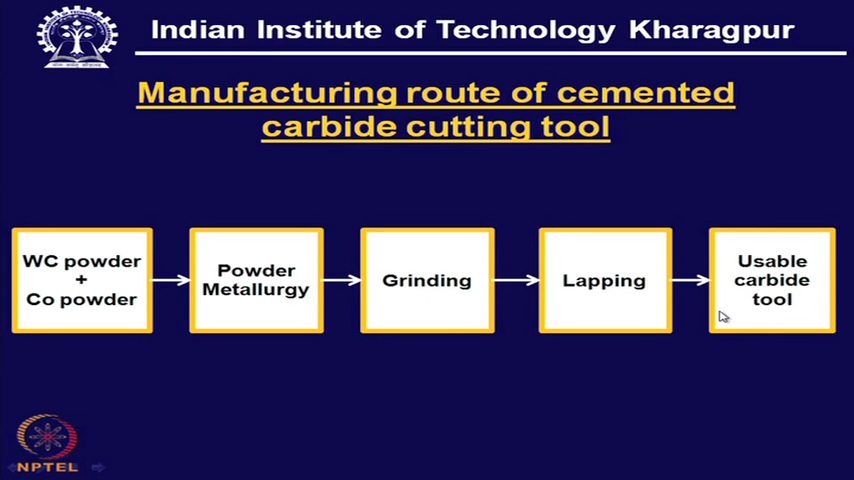 Indian Institute of Technology Kharagpur
Manufacturing route of cemented
carbide cutting tool
WC powder
+
Co powder
Powder
Metallurgy
Grinding
Lapping
Usable
carbide
tool
NPTEL